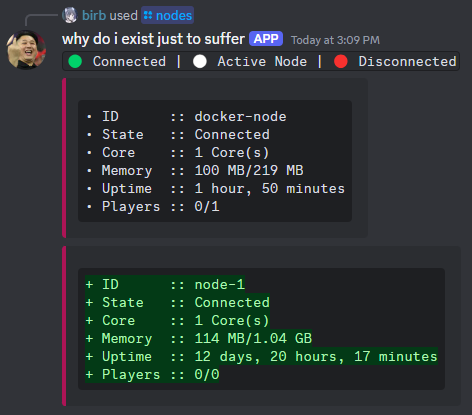 birb used nodes
why do i exist just to suffer APP Today at 3:09 PM
Connected | Active Node | Disconnected
• ID :: docker-node
• State :: Connected
• Core :: 1 Core(s)
• Memory :: 100 MB/219 MB
• Uptime :: 1 hour, 50 minutes
• Players :: 0/1
+ ID :: node-1
+ State :: Connected
+ Core :: 1 Core(s)
+ Memory :: 114 MB/1.04 GB
+ Uptime :: 12 days, 20 hours, 17 minutes
+ Players :: 0/0